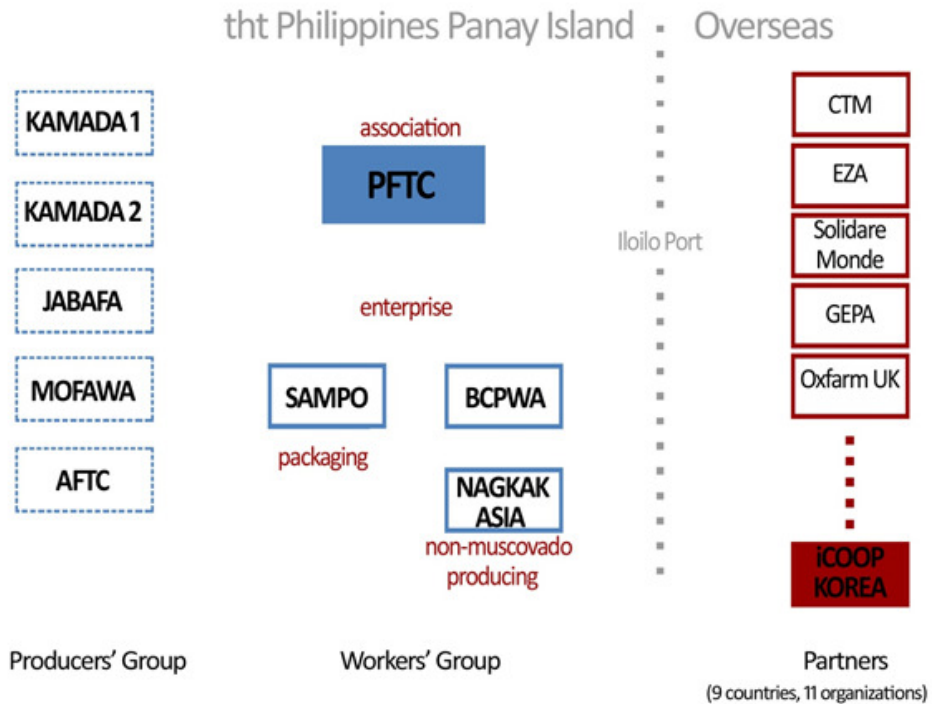 tht Philippines Panay Island
Overseas
KAMADA 1
KAMADA 2
JABAFA
MOFAWA
AFTC
Producers' Group
association
PFTC
enterprise
SAMPO
packaging
BCPWA
NAGKAK
ASIA
non-muscovado
producing
Workers' Group
Iloilo Port
CTM
EZA
Solidare
Monde
GEPA
Oxfarm UK
iCOOP
KOREA
Partners
(9 countries, 11 organizations)